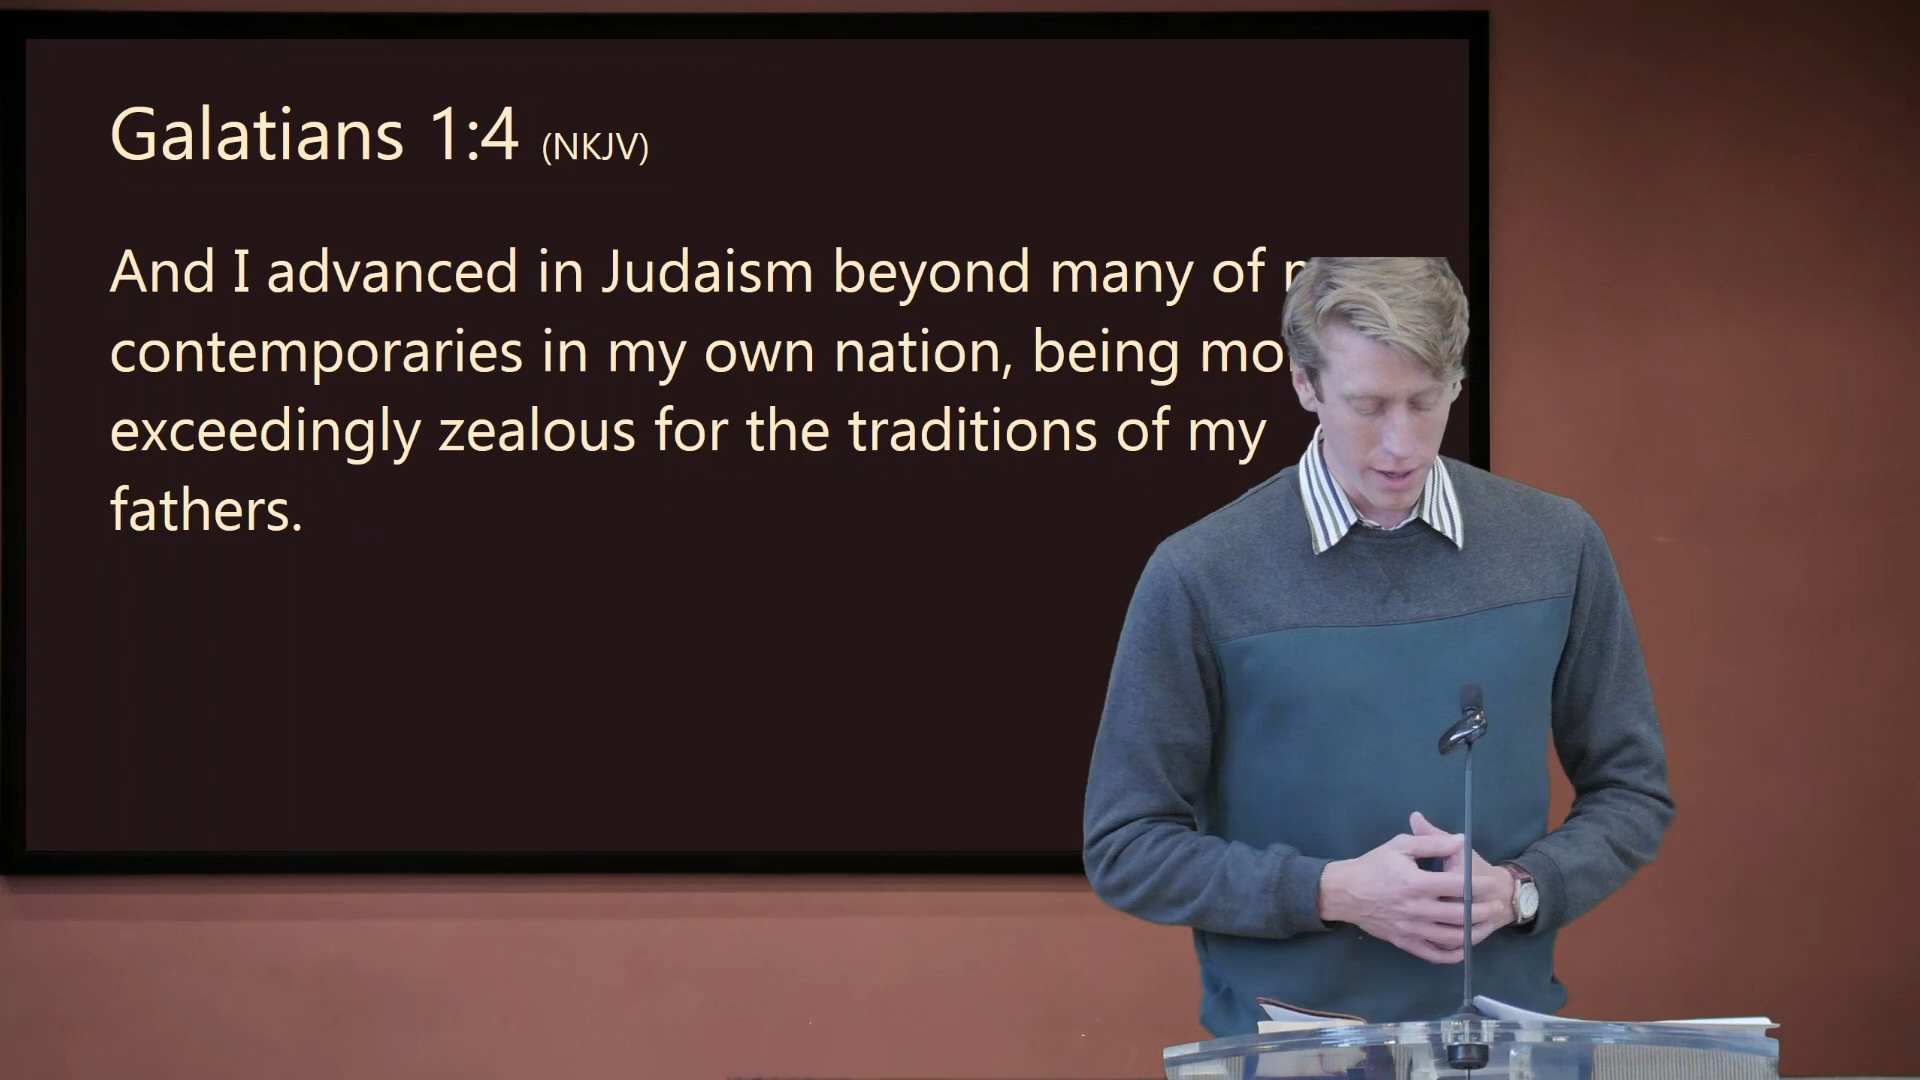 Galatians 1:4 (NKJV)
And I advanced in Judaism beyond many of
contemporaries in my own nation, being
exceedingly zealous for the traditions of my
fathers.